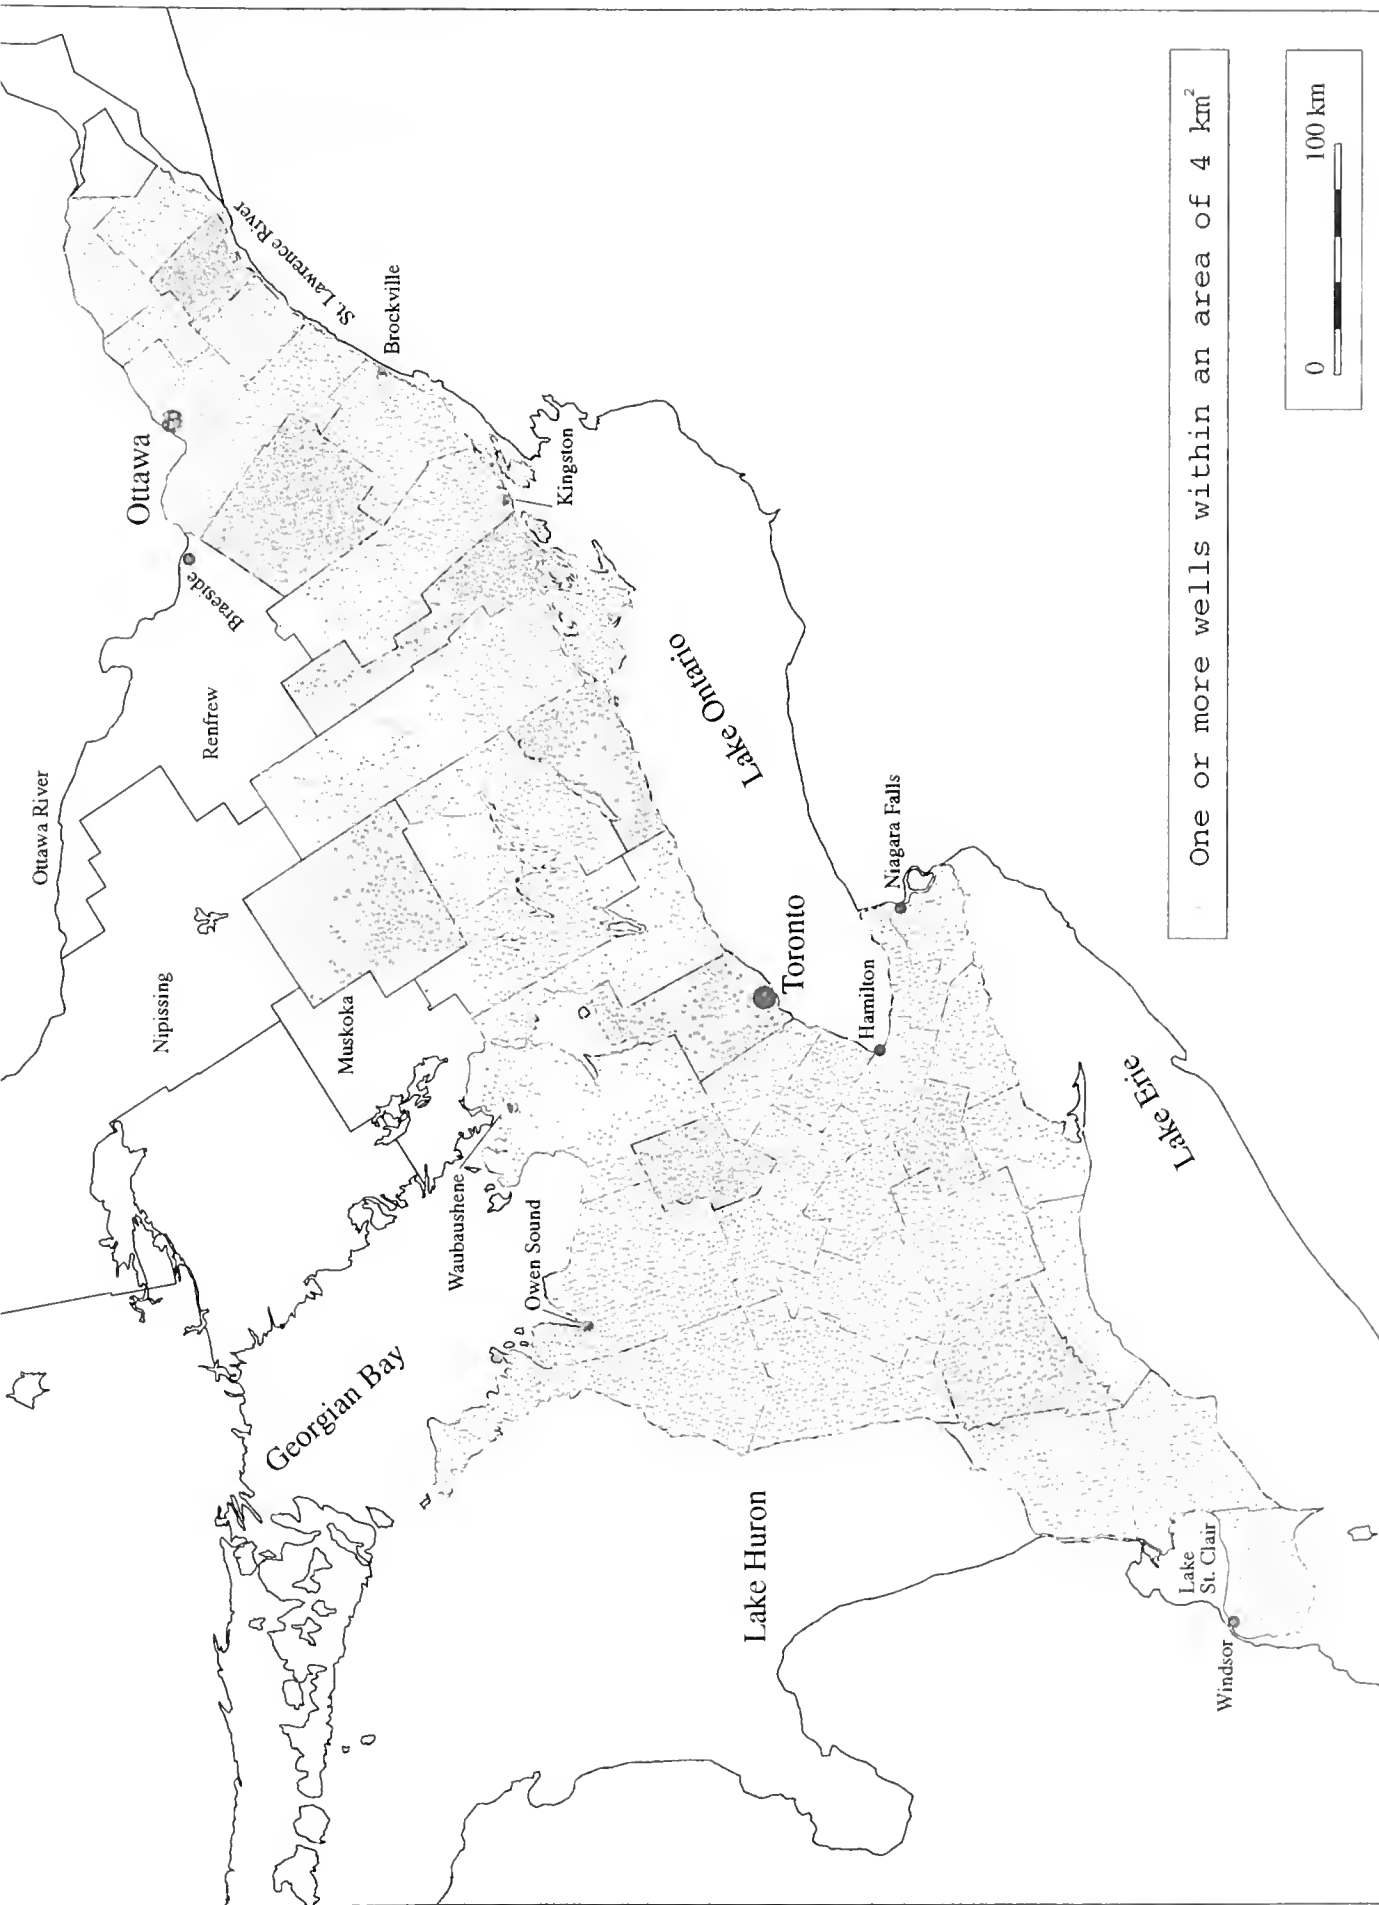 Ottawa River
Nipissing
Renfrew
Muskoka
Braeside
Ottawa
St. Lawrence River
Brockville
Kingston
Georgian Bay
Waubaushene
Owen Sound
Lake Ontario
Toronto
Lake Huron
Hamilton
Niagara Falls
Lake Erie
Lake
St. Clair
Windsor
One or more wells within an area of 4 km²
0 100 km